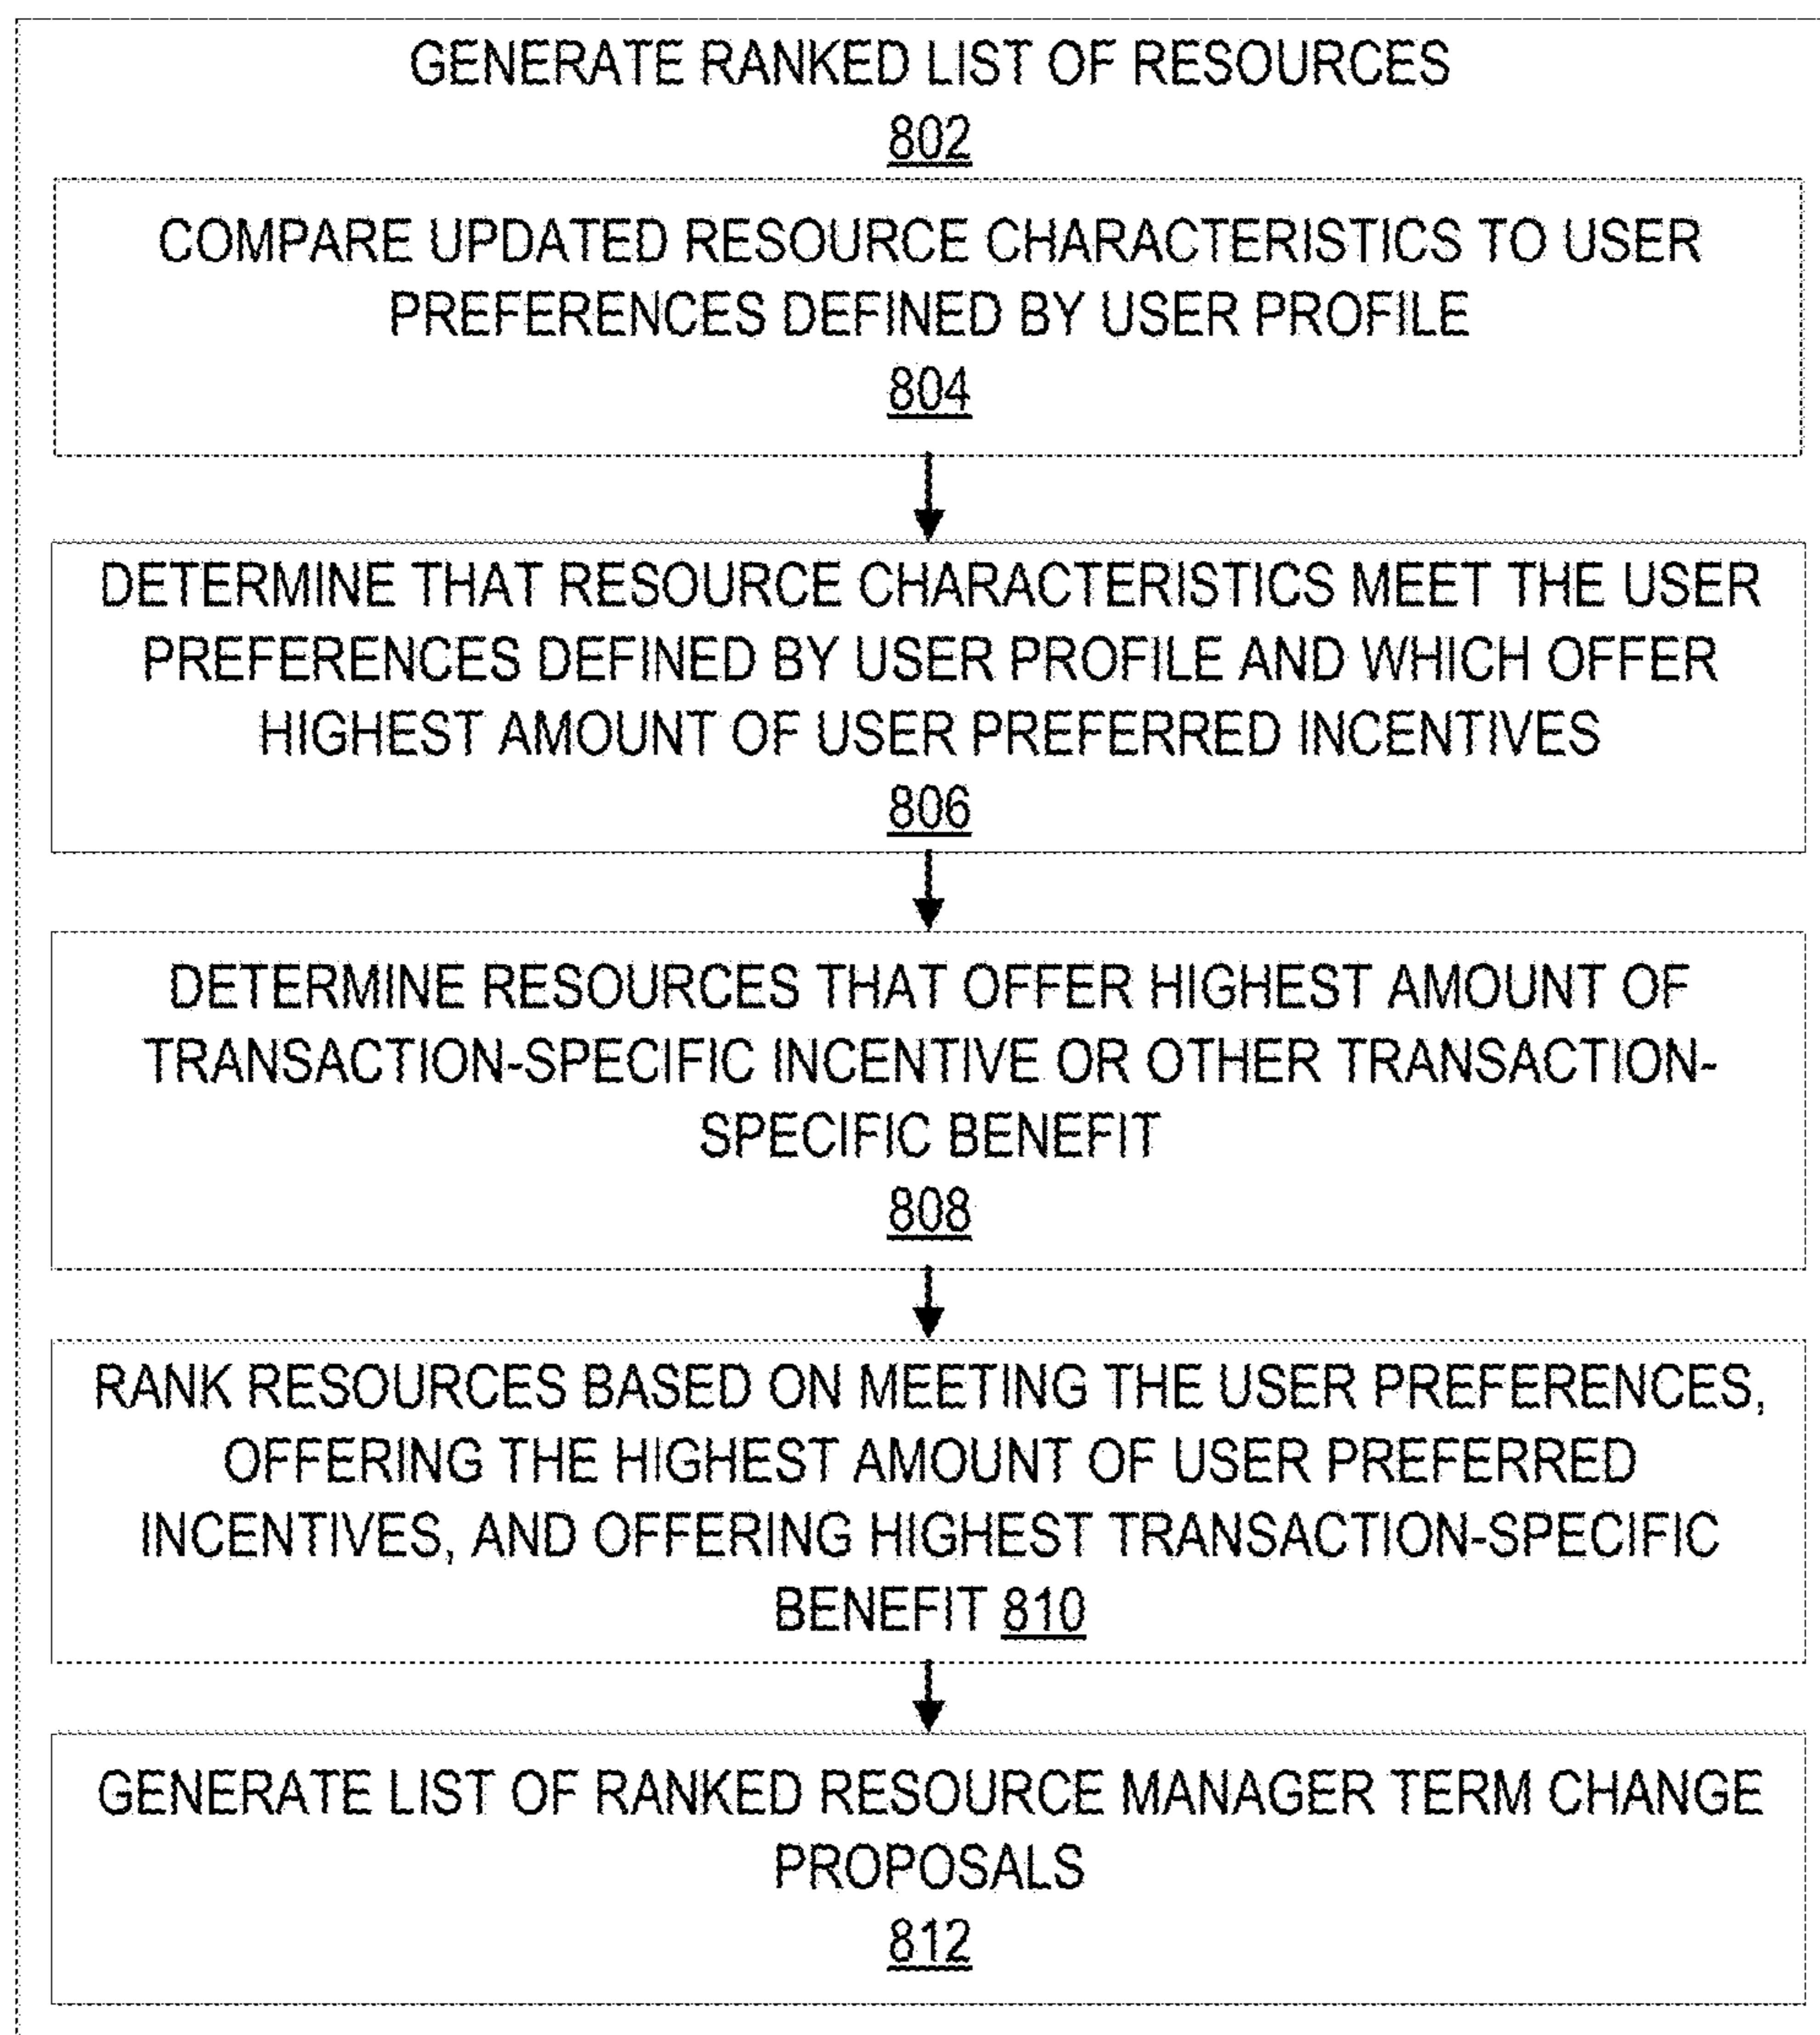 GENERATE RANKED LIST OF RESOURCES
802
COMPARE UPDATED RESOURCE CHARACTERISTICS TO USER
PREFERENCES DEFINED BY USER PROFILE
804
DETERMINE THAT RESOURCE CHARACTERISTICS MEET THE USER
PREFERENCES DEFINED BY USER PROFILE AND WHICH OFFER
HIGHEST AMOUNT OF USER PREFERRED INCENTIVES
806
DETERMINE RESOURCES THAT OFFER HIGHEST AMOUNT OF
TRANSACTION-SPECIFIC INCENTIVE OR OTHER TRANSACTION-
SPECIFIC BENEFIT
808
RANK RESOURCES BASED ON MEETING THE USER PREFERENCES,
OFFERING THE HIGHEST AMOUNT OF USER PREFERRED
INCENTIVES, AND OFFERING HIGHEST TRANSACTION-SPECIFIC
BENEFIT 810
GENERATE LIST OF RANKED RESOURCE MANAGER TERM CHANGE
PROPOSALS
812